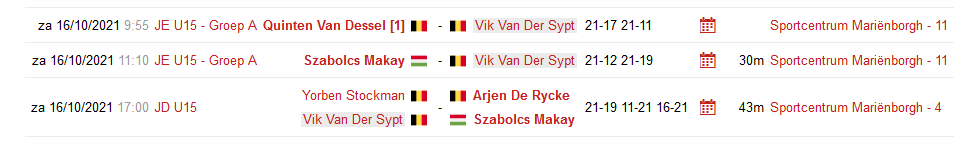 za 16/10/2021 9:55 JE U15 - Groep A Quinten Van Dessel [1] - Vik Van Der Sypt 21-17 21-11 Sportcentrum Mariënborgh - 11
za 16/10/2021 11:10 JE U15 - Groep A Szabolcs Makay - Vik Van Der Sypt 21-12 21-19 30m Sportcentrum Mariënborgh - 11
Yorben Stockman Arjen De Rycke
za 16/10/2021 17:00 JD U15 - 21-19 11-21 16-21 43m Sportcentrum Mariënborgh - 4
Vik Van Der Sypt Szabolcs Makay